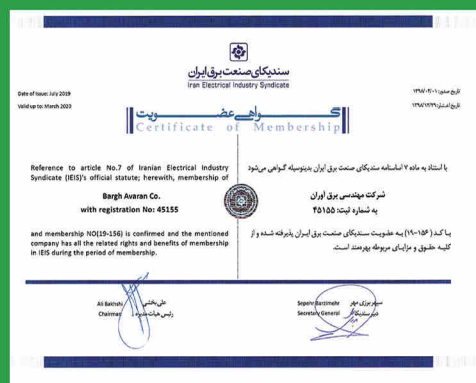 سندیکای صنعت برق ایران
Iran Electrical Industry Syndicate
Date of Issue: July 2019
Valid up to: March 2020
تاریخ صدور: ۱۳۹۸/۰۴/۰۱
تاریخ اعتبار: ۱۳۹۸/۱۲/۲۹
گواهی عضویت
Certificate of Membership
Reference to article No.7 of Iranian Electrical Industry
Syndicate (IEIS)'s official statute; herewith, membership of
Bargh Avaran Co.
with registration No: 45155
and membership NO(19-156) is confirmed and the mentioned
company has all the related rights and benefits of membership
in IEIS during the period of membership.
با استناد به ماده ۷ اساسنامه سندیکای صنعت برق ایران بدینوسیله گواهی می‌شود
شرکت مهندسی برق آوران
به شماره ثبت: ۴۵۱۵۵
با کد (۱۵۶-۱۹) به عضویت سندیکای صنعت برق ایران پذیرفته شده و از
کلیه حقوق و مزایای مربوطه بهره‌مند است.
Ali Bakhshi
Chairman
علی بخشی
رئیس هیات مدیره
Sepehr Barzimehr
Secretary General
سپهر برزی مهر
دبیر سندیکا